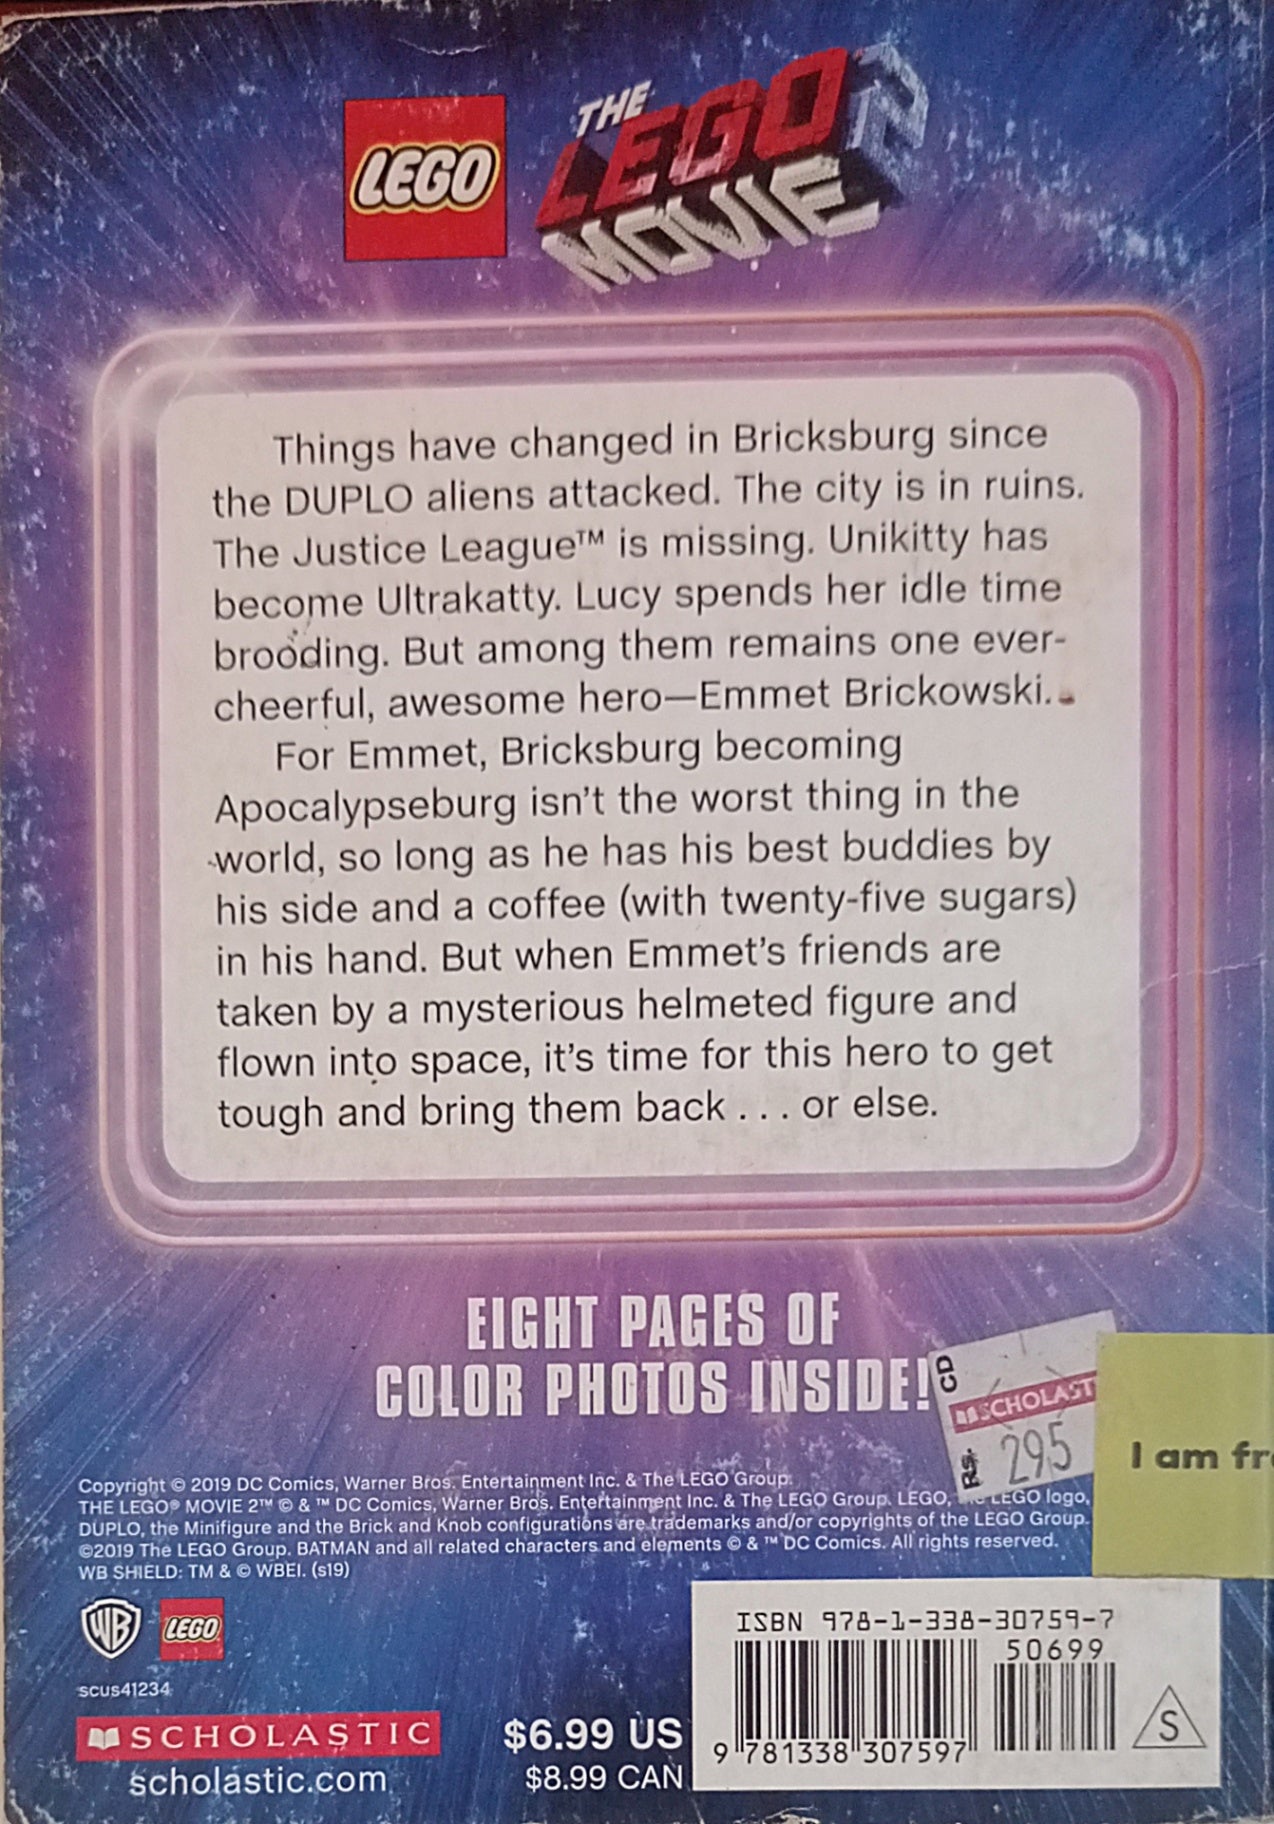 LEGO
THE
LEGO
MOVIE 2
Things have changed in Bricksburg since
the DUPLO aliens attacked. The city is in ruins.
The Justice League™ is missing. Unikitty has
become Ultrakatty. Lucy spends her idle time
brooding. But among them remains one ever-
cheerful, awesome hero—Emmet Brickowski.
For Emmet, Bricksburg becoming
Apocalypseburg isn't the worst thing in the
world, so long as he has his best buddies by
his side and a coffee (with twenty-five sugars)
in his hand. But when Emmet's friends are
taken by a mysterious helmeted figure and
flown into space, it's time for this hero to get
tough and bring them back . . . or else.
EIGHT PAGES OF
COLOR PHOTOS INSIDE!
CD
SCHOLAST
RS. 295
I am fr
Copyright © 2019 DC Comics, Warner Bros. Entertainment Inc. & The LEGO Group.
THE LEGO® MOVIE 2™ © & ™ DC Comics, Warner Bros. Entertainment Inc. & The LEGO Group. LEGO, the LEGO logo,
DUPLO, the Minifigure and the Brick and Knob configurations are trademarks and/or copyrights of the LEGO Group.
©2019 The LEGO Group. BATMAN and all related characters and elements © & ™ DC Comics. All rights reserved.
WB SHIELD: TM & © WBEI. (s19)
WB LEGO
scus41234
SCHOLASTIC
scholastic.com
$6.99 US
$8.99 CAN
ISBN 978-1-338-30759-7
50699
9 781338 307597
S